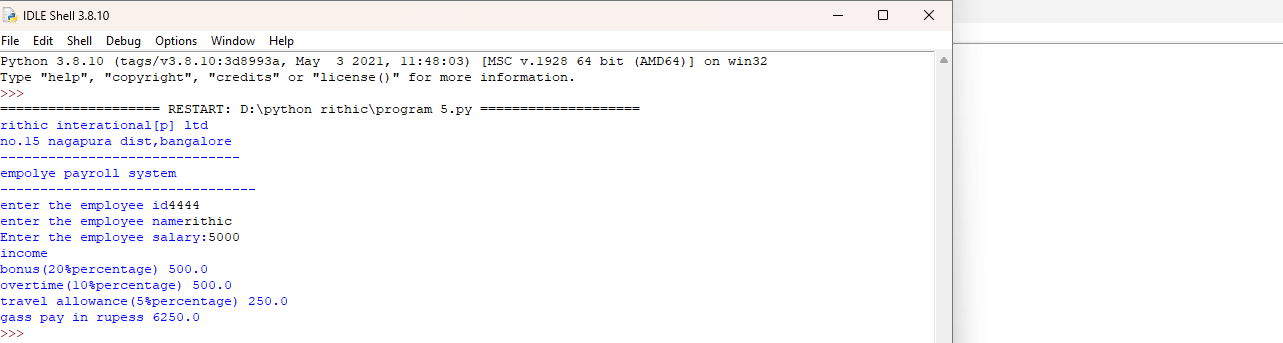 IDLE Shell 3.8.10
File Edit Shell Debug Options Window Help
Python 3.8.10 (tags/v3.8.10:3d8993a, May  3 2021, 11:48:03) [MSC v.1928 64 bit (AMD64)] on win32
Type "help", "copyright", "credits" or "license()" for more information.
>>>
==================== RESTART: D:\python rithic\program 5.py ====================
rithic interational[p] ltd
no.15 nagapura dist,bangalore
------------------------------
empolye payroll system
--------------------------------
enter the employee id4444
enter the employee namerithic
Enter the employee salary:5000
income
bonus(20%percentage) 500.0
overtime(10%percentage) 500.0
travel allowance(5%percentage) 250.0
gass pay in rupess 6250.0
>>>